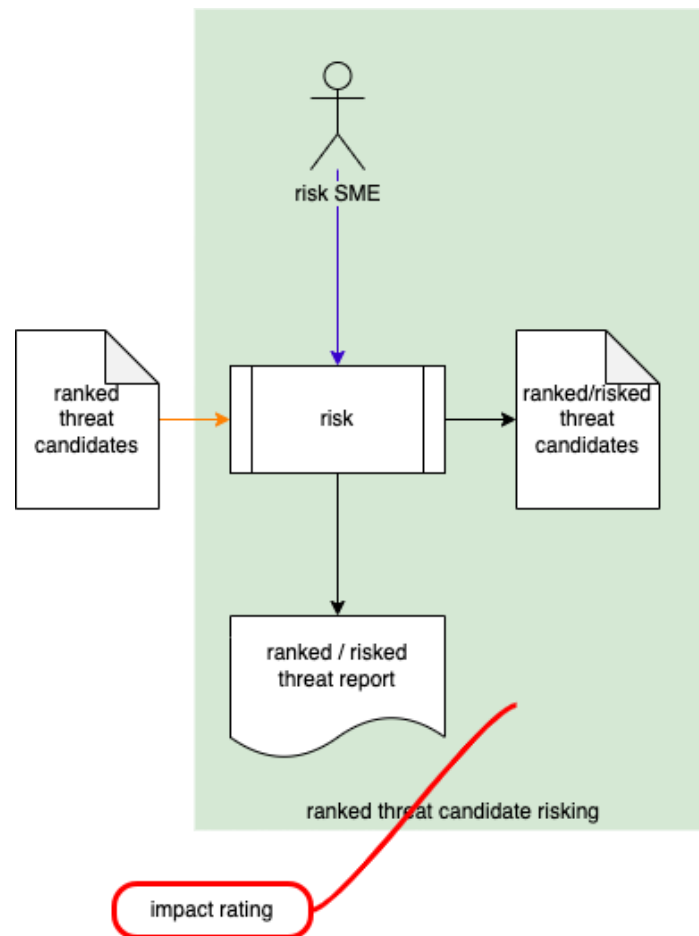 risk SME
ranked
threat
candidates
risk
ranked/risked
threat
candidates
ranked / risked
threat report
ranked threat candidate risking
impact rating